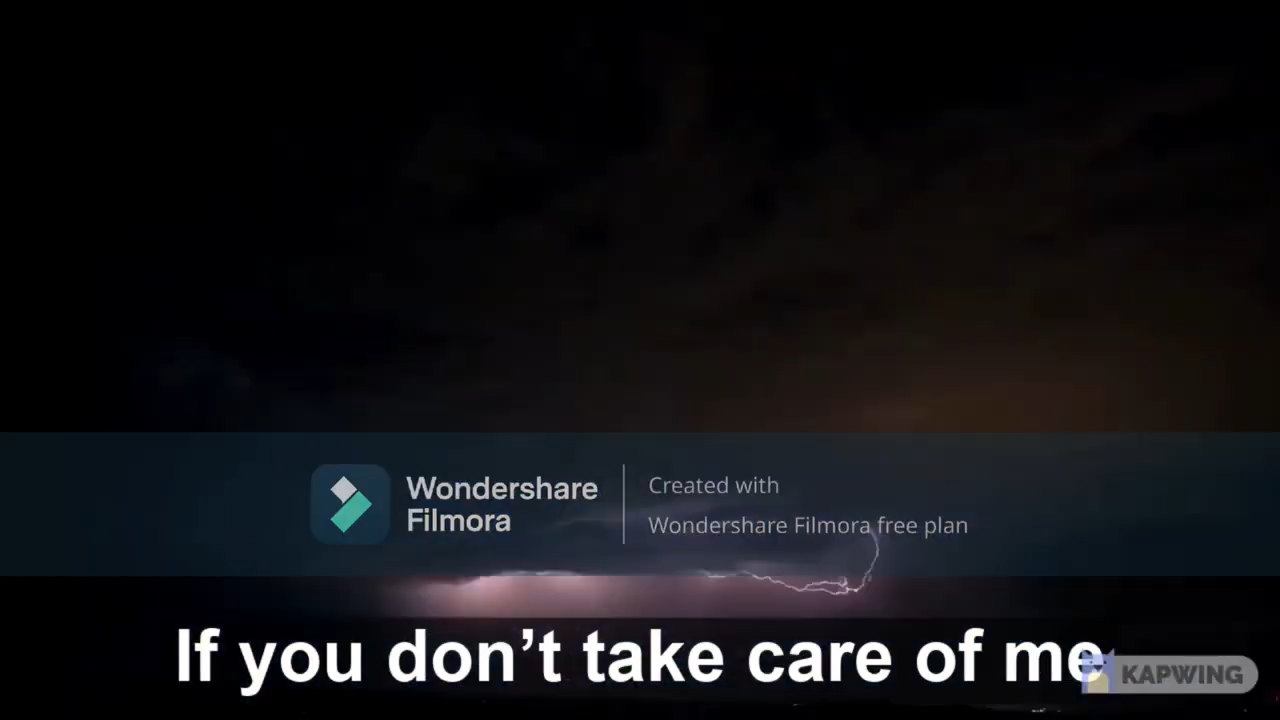 Wondershare
Filmora
Created with
Wondershare Filmora free plan
If you don’t take care of me
KAPWING